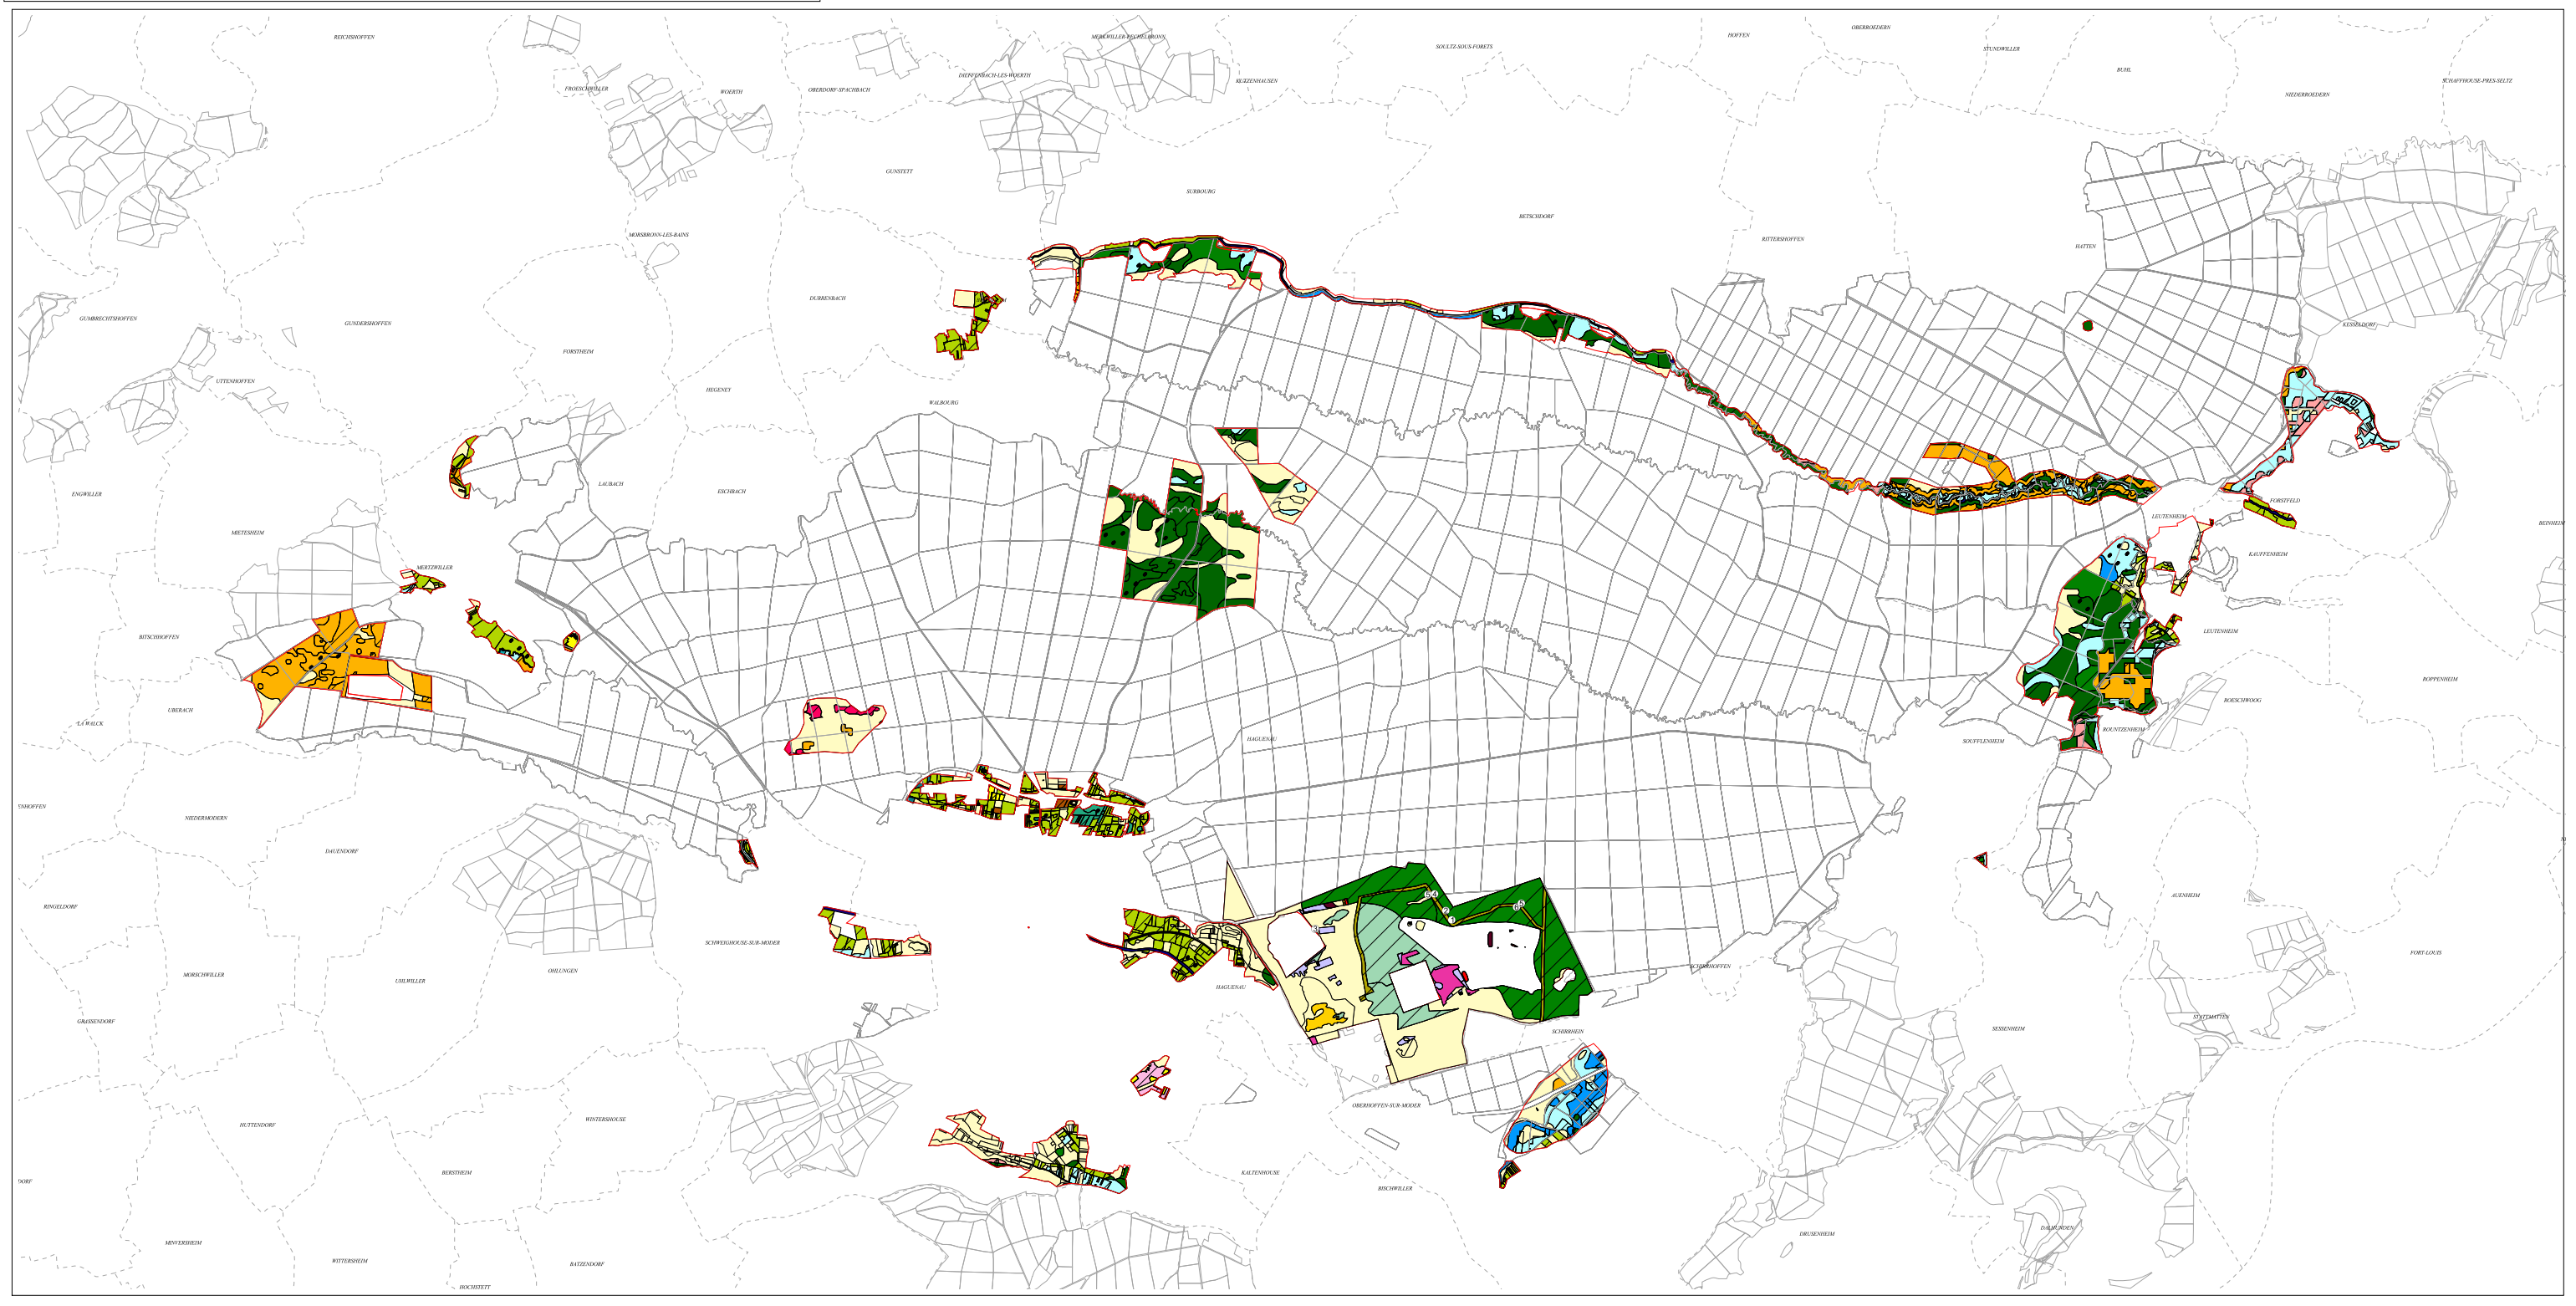 REICHSHOFFEN
MERKWILLER-PECHELBRONN
SOULTZ-SOUS-FORETS
HOFFEN
OBERROEDERN
STUNDWILLER
BUHL
SCHAFFHOUSE-PRES-SELTZ
DIEFFENBACH-LES-WOERTH
KUTZENHAUSEN
FROESCHWILLER
WOERTH
OBERDORF-SPACHBACH
NIEDERROEDERN
GUNSTETT
SURBOURG
BETSCHDORF
MORSBRONN-LES-BAINS
RITTERSHOFFEN
HATTEN
DURRENBACH
GUMBRECHTSHOFFEN
GUNDERSHOFFEN
KESSELDORF
FORSTHEIM
UTTENHOFFEN
HEGENEY
WALBOURG
ENGWILLER
LAUBACH
ESCHBACH
FORSTFELD
LEUTENHEIM
BEINHEIM
MIETESHEIM
KAUFFENHEIM
MERTZWILLER
BITSCHHOFFEN
LEUTENHEIM
ROPPENHEIM
UBERACH
LA WALCK
ROESCHWOOG
ROUNTZENHEIM
HAGUENAU
SOUFFLENHEIM
NIEDERMODERN
DAUENDORF
AUENHEIM
RINGELDORF
SCHWEIGHOUSE-SUR-MODER
FORT-LOUIS
MORSCHWILLER
OHLUNGEN
UHLWILLER
SCHIRRHOFFEN
HAGUENAU
GRASSENDORF
STATTMATTEN
SCHIRRHEIN
SESSENHEIM
OBERHOFFEN-SUR-MODER
WINTERSHOUSE
HUTTENDORF
BERSTHEIM
KALTENHOUSE
BISCHWILLER
DALHUNDEN
DRUSENHEIM
MINVERSHEIM
WITTERSHEIM
BATZENDORF
HOCHSTETT